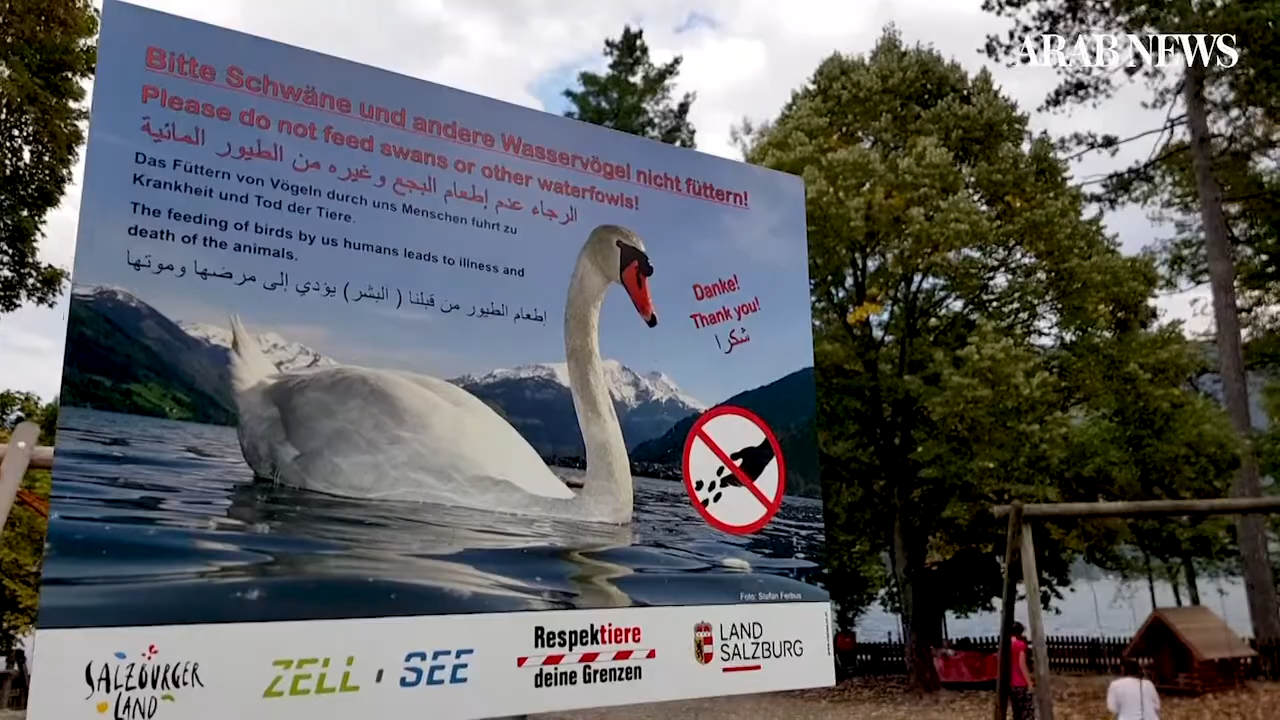 ARAB NEWS
Bitte Schwäne und andere Wasservögel nicht füttern!
Please do not feed swans or other waterfowls!
الرجاء عدم إطعام البجع وغيره من الطيور المائية
Das Füttern von Vögeln durch uns Menschen führt zu
Krankheit und Tod der Tiere.
The feeding of birds by us humans leads to illness and
death of the animals.
إطعام الطيور من قبلنا ( البشر ) يؤدي إلى مرضها وموتها
Danke!
Thank you!
شكرا
Foto: Stefan Ferbus
SALZBURGER
LAND
ZELL · SEE
Respektiere
deine Grenzen
LAND
SALZBURG